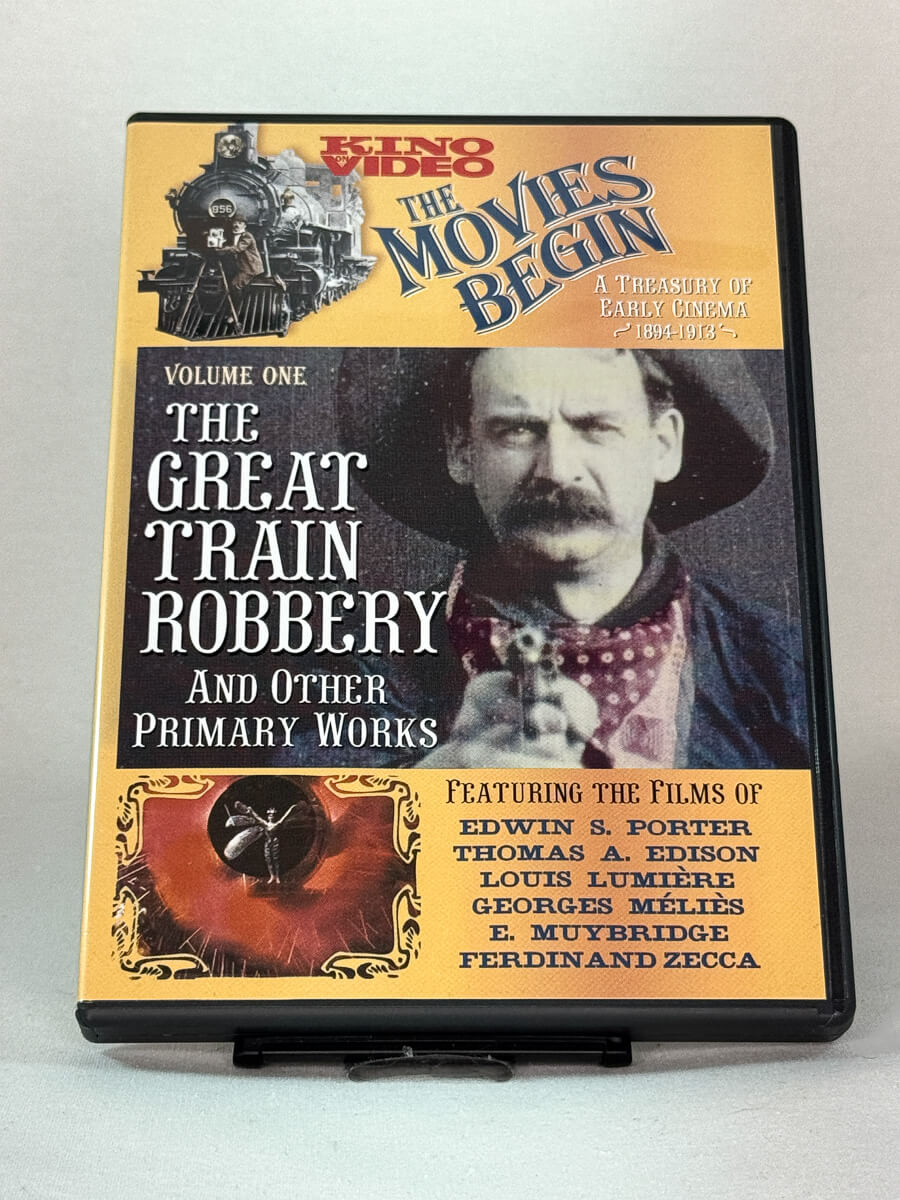 KINO
ON
VIDEO
THE
MOVIES
BEGIN
A TREASURY OF
EARLY CINEMA
1894-1913
956
VOLUME ONE
THE
GREAT
TRAIN
ROBBERY
AND OTHER
PRIMARY WORKS
FEATURING THE FILMS OF
EDWIN S. PORTER
THOMAS A. EDISON
LOUIS LUMIÈRE
GEORGES MÉLIÈS
E. MUYBRIDGE
FERDINAND ZECCA